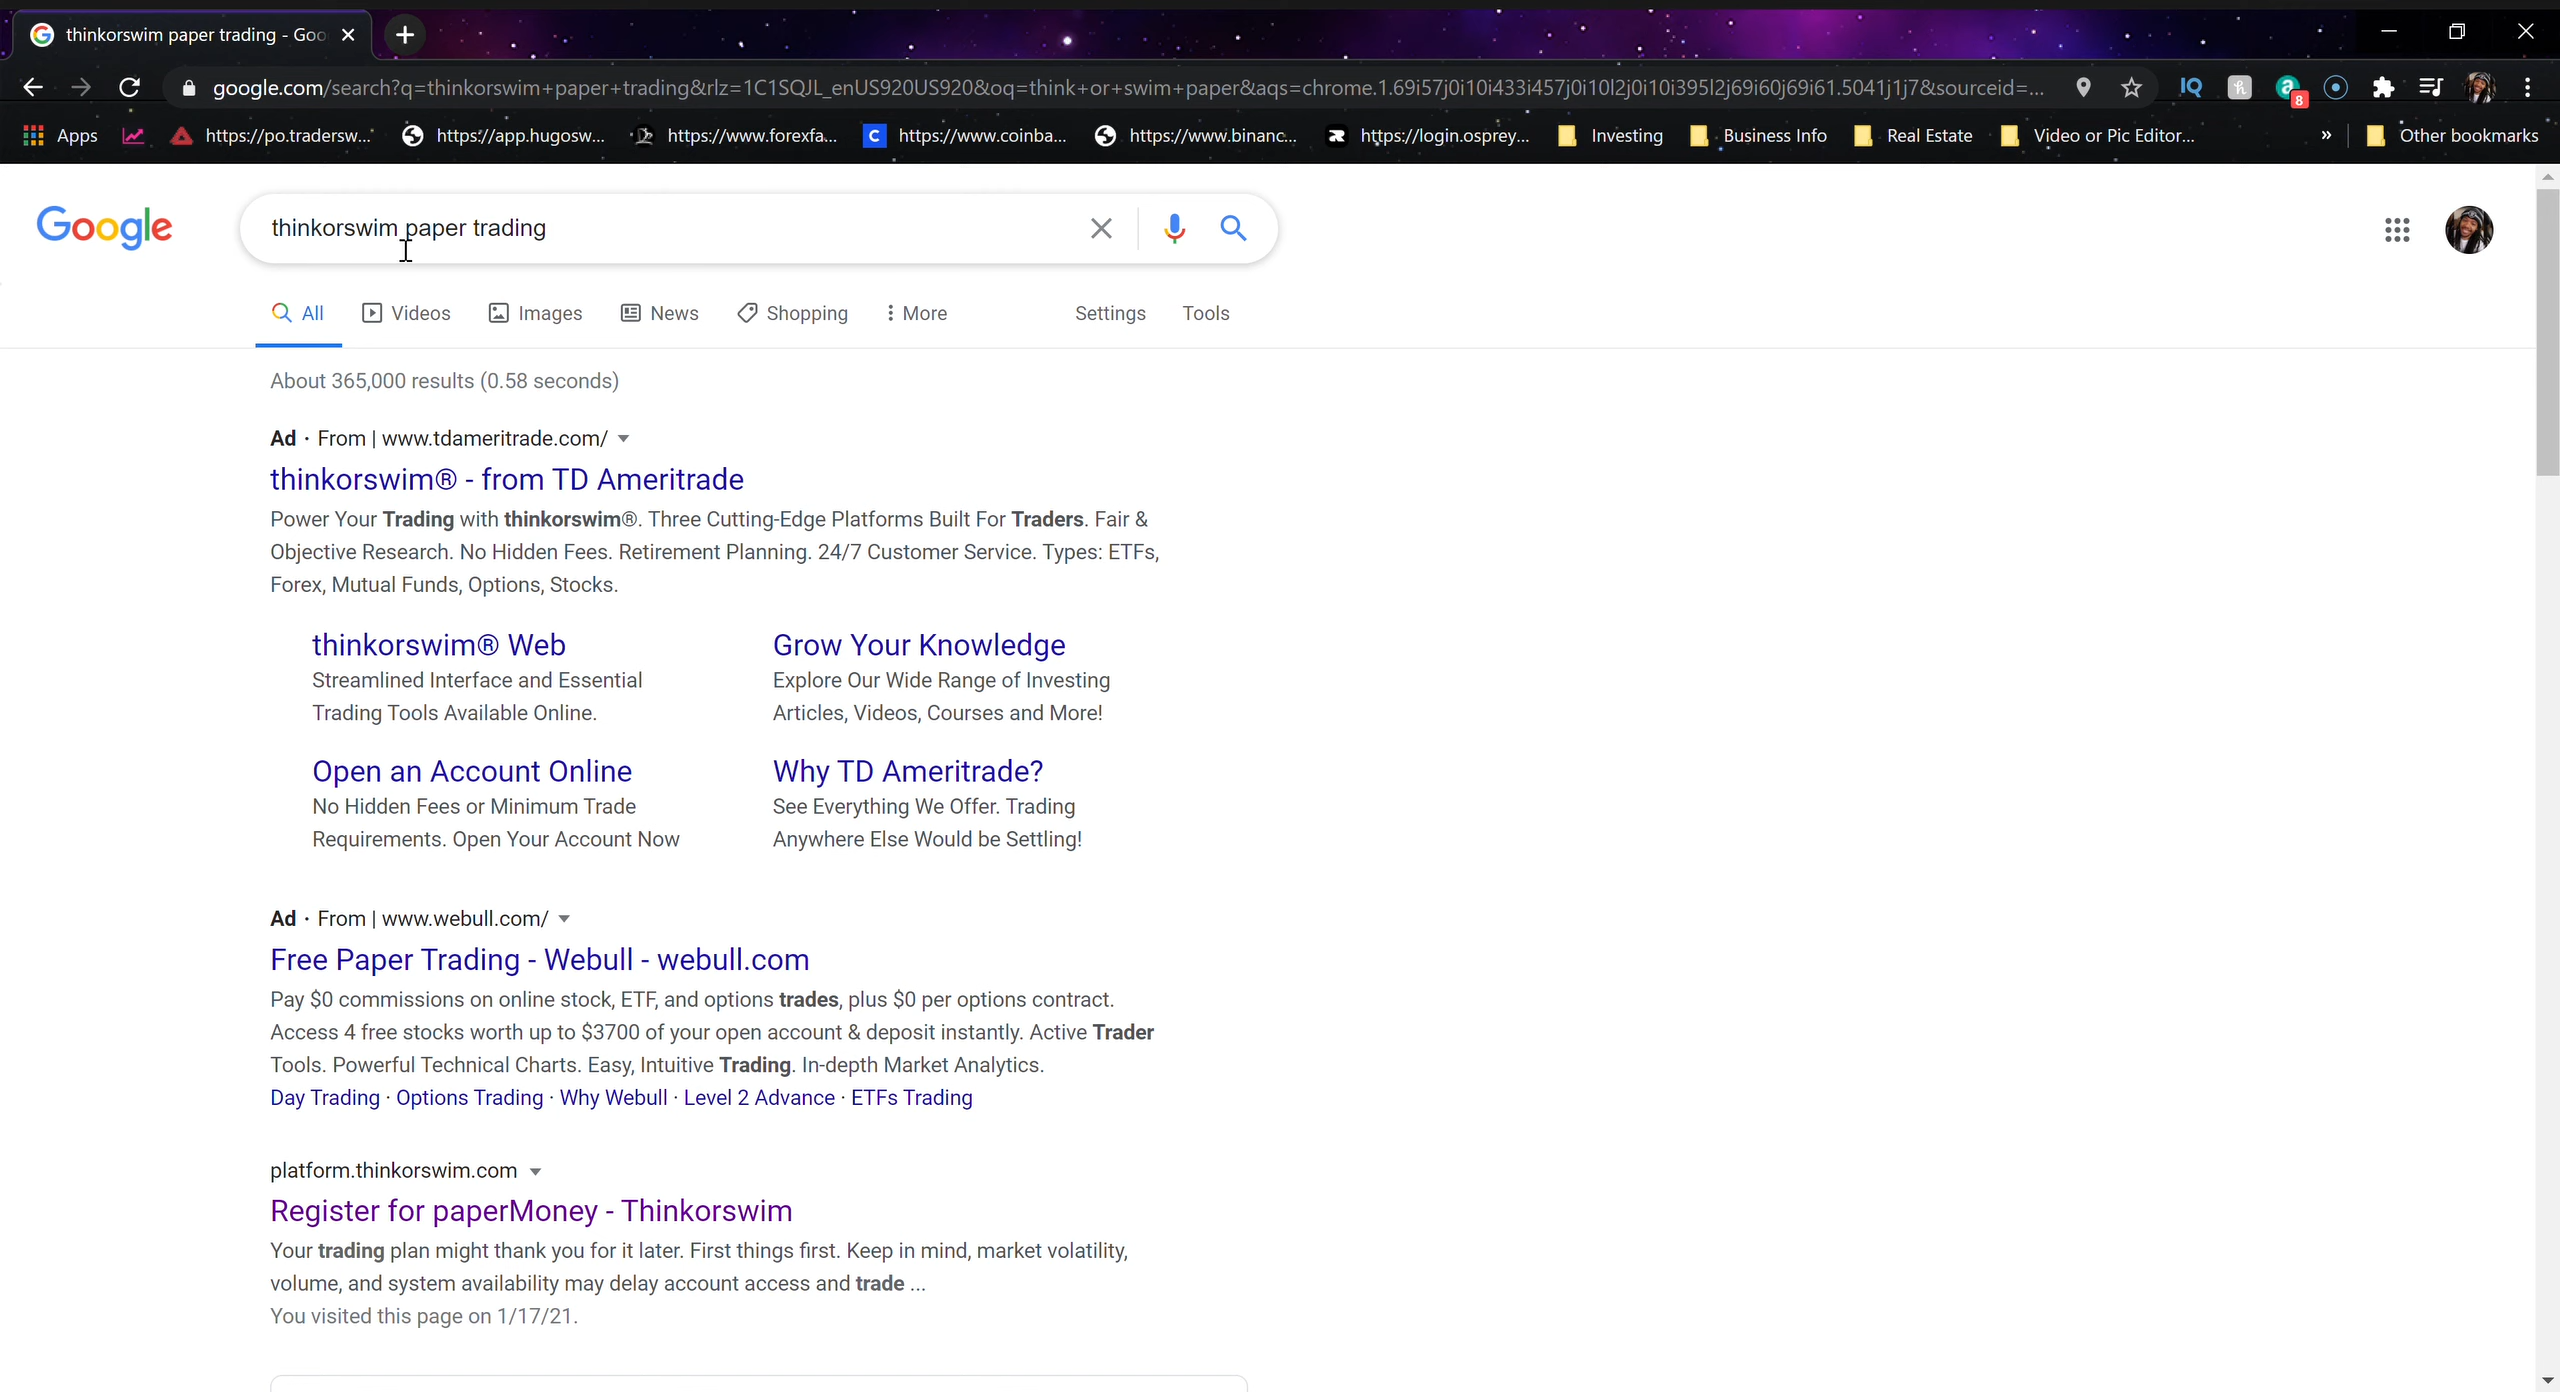 thinkorswim paper trading - Goo
google.com/search?q=thinkorswim+paper+trading&rlz=1C1SQJL_enUS920US920&oq=think+or+swim+paper&aqs=chrome.1.69i57j0i10i433i457j0i10l2j0i10i395l2j69i60j69i61.5041j1j7&sourceid=...
IQ
8
Apps
https://po.tradersw...
https://app.hugosw...
https://www.forexfa...
https://www.coinba...
https://www.binanc...
https://login.osprey...
Investing
Business Info
Real Estate
Video or Pic Editor...
»
Other bookmarks
Google
thinkorswim paper trading
All
Videos
Images
News
Shopping
More
Settings
Tools
About 365,000 results (0.58 seconds)
Ad · From | www.tdameritrade.com/
thinkorswim® - from TD Ameritrade
Power Your Trading with thinkorswim®. Three Cutting-Edge Platforms Built For Traders. Fair &
Objective Research. No Hidden Fees. Retirement Planning. 24/7 Customer Service. Types: ETFs,
Forex, Mutual Funds, Options, Stocks.
thinkorswim® Web
Streamlined Interface and Essential
Trading Tools Available Online.
Grow Your Knowledge
Explore Our Wide Range of Investing
Articles, Videos, Courses and More!
Open an Account Online
No Hidden Fees or Minimum Trade
Requirements. Open Your Account Now
Why TD Ameritrade?
See Everything We Offer. Trading
Anywhere Else Would be Settling!
Ad · From | www.webull.com/
Free Paper Trading - Webull - webull.com
Pay $0 commissions on online stock, ETF, and options trades, plus $0 per options contract.
Access 4 free stocks worth up to $3700 of your open account & deposit instantly. Active Trader
Tools. Powerful Technical Charts. Easy, Intuitive Trading. In-depth Market Analytics.
Day Trading · Options Trading · Why Webull · Level 2 Advance · ETFs Trading
platform.thinkorswim.com
Register for paperMoney - Thinkorswim
Your trading plan might thank you for it later. First things first. Keep in mind, market volatility,
volume, and system availability may delay account access and trade ...
You visited this page on 1/17/21.